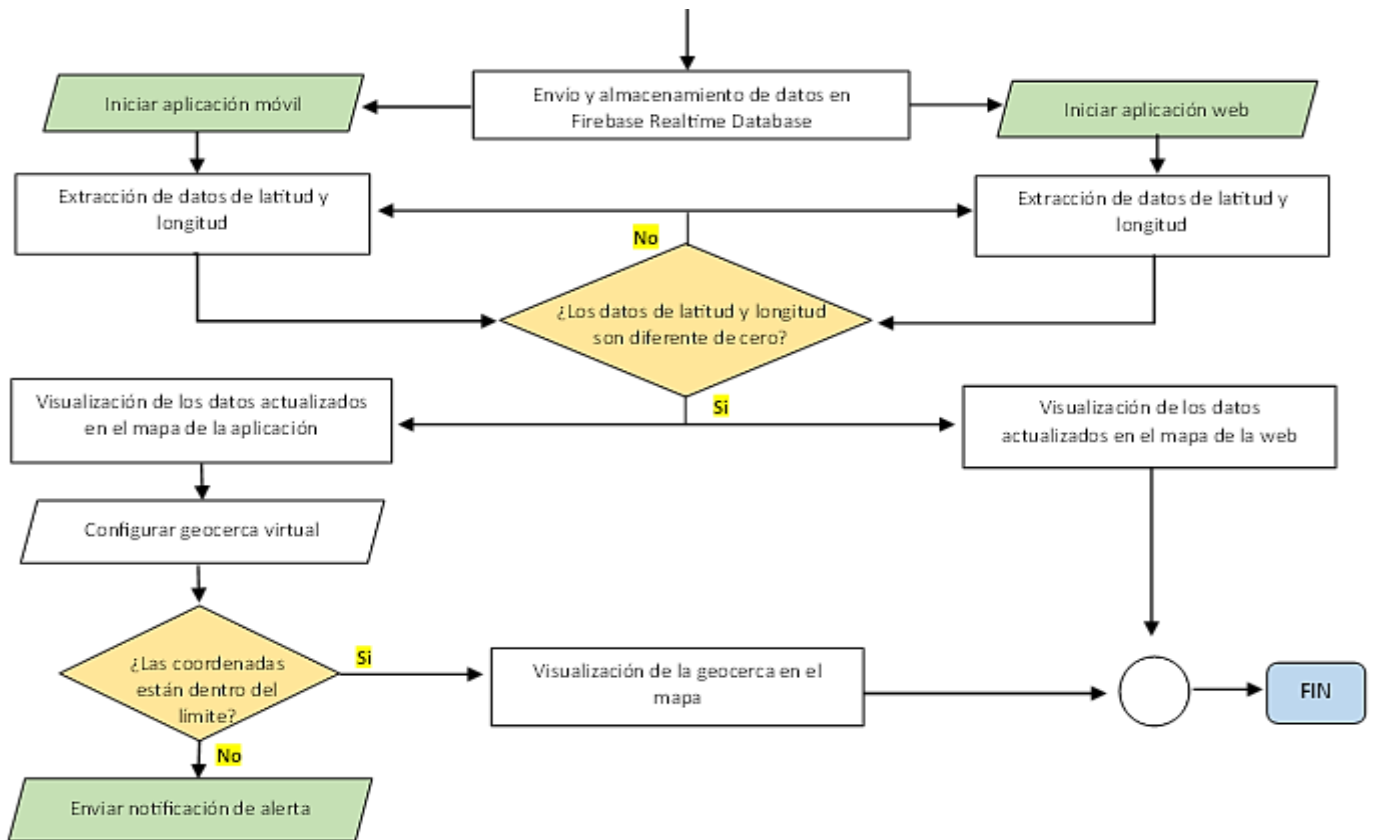 Iniciar aplicación móvil
Envío y almacenamiento de datos en
Firebase Realtime Database
Iniciar aplicación web
Extracción de datos de latitud y
longitud
Extracción de datos de latitud y
longitud
No
¿Los datos de latitud y longitud
son diferente de cero?
Si
Visualización de los datos actualizados
en el mapa de la aplicación
Visualización de los datos
actualizados en el mapa de la web
Configurar geocerca virtual
¿Las coordenadas
están dentro del
límite?
Si
Visualización de la geocerca en el
mapa
FIN
No
Enviar notificación de alerta